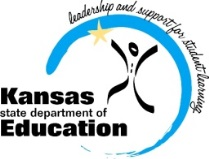 leadership and support for student learning
Kansas
state department of
Education